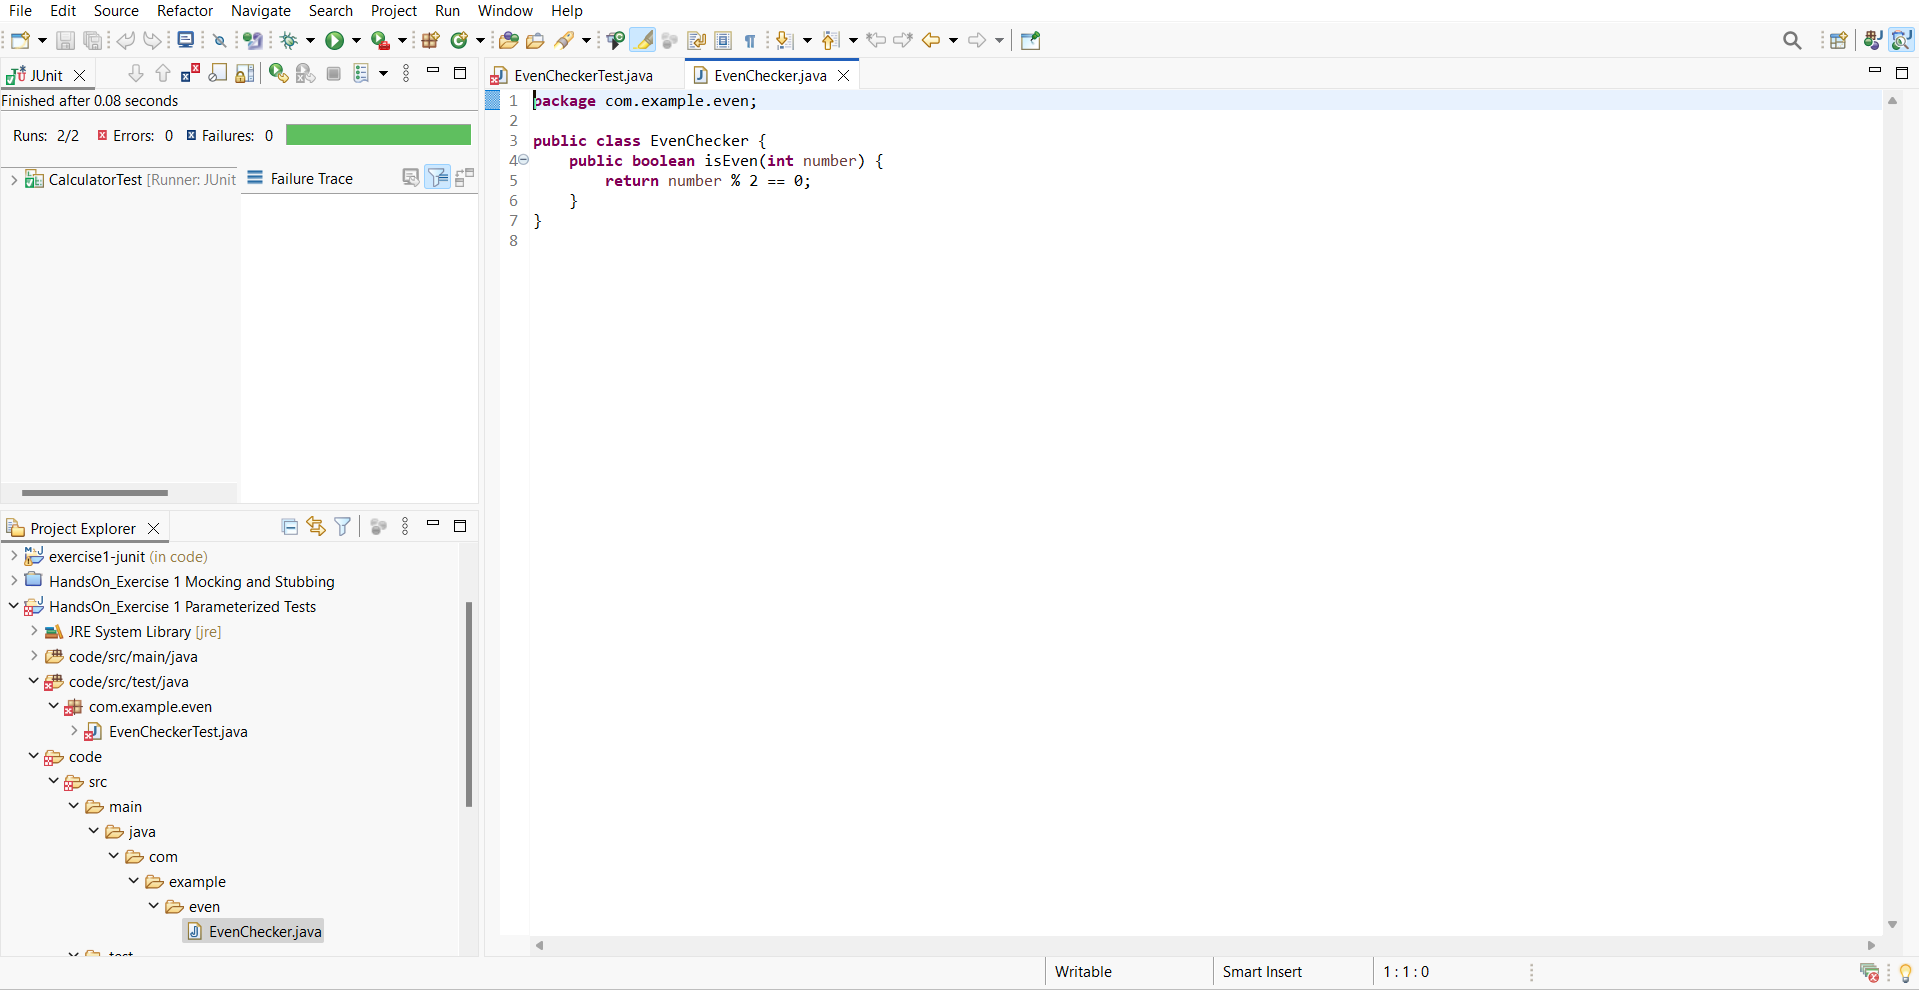 File Edit Source Refactor Navigate Search Project Run Window Help
JUnit
Finished after 0.08 seconds
Runs: 2/2 Errors: 0 Failures: 0
CalculatorTest [Runner: JUnit
Failure Trace
Project Explorer
exercise1-junit (in code)
HandsOn_Exercise 1 Mocking and Stubbing
HandsOn_Exercise 1 Parameterized Tests
JRE System Library [jre]
code/src/main/java
code/src/test/java
com.example.even
EvenCheckerTest.java
code
src
main
java
com
example
even
EvenChecker.java
test
EvenCheckerTest.java EvenChecker.java
1 package com.example.even;
2
3 public class EvenChecker {
4 public boolean isEven(int number) {
5 return number % 2 == 0;
6 }
7 }
8
Writable Smart Insert 1 : 1 : 0